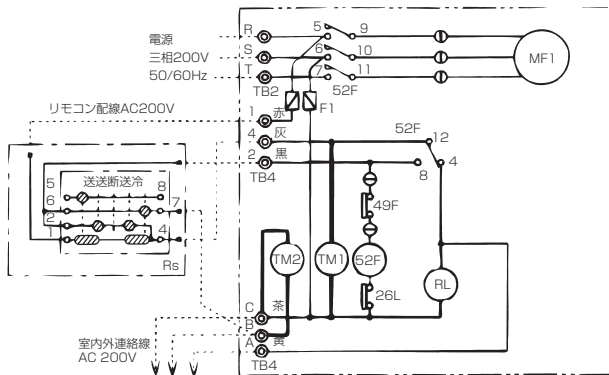 電源
三相200V
50/60Hz
R
S
T
TB2
5
6
7
9
10
11
52F
MF1
F1
リモコン配線AC200V
1
赤
4
灰
2
黒
TB4
52F
12
8
4
送送断送冷
5
6
2
1
8
7
4
Rs
49F
52F
26L
TM2
TM1
RL
C
茶
B
A
黄
TB4
室内外連絡線
AC 200V